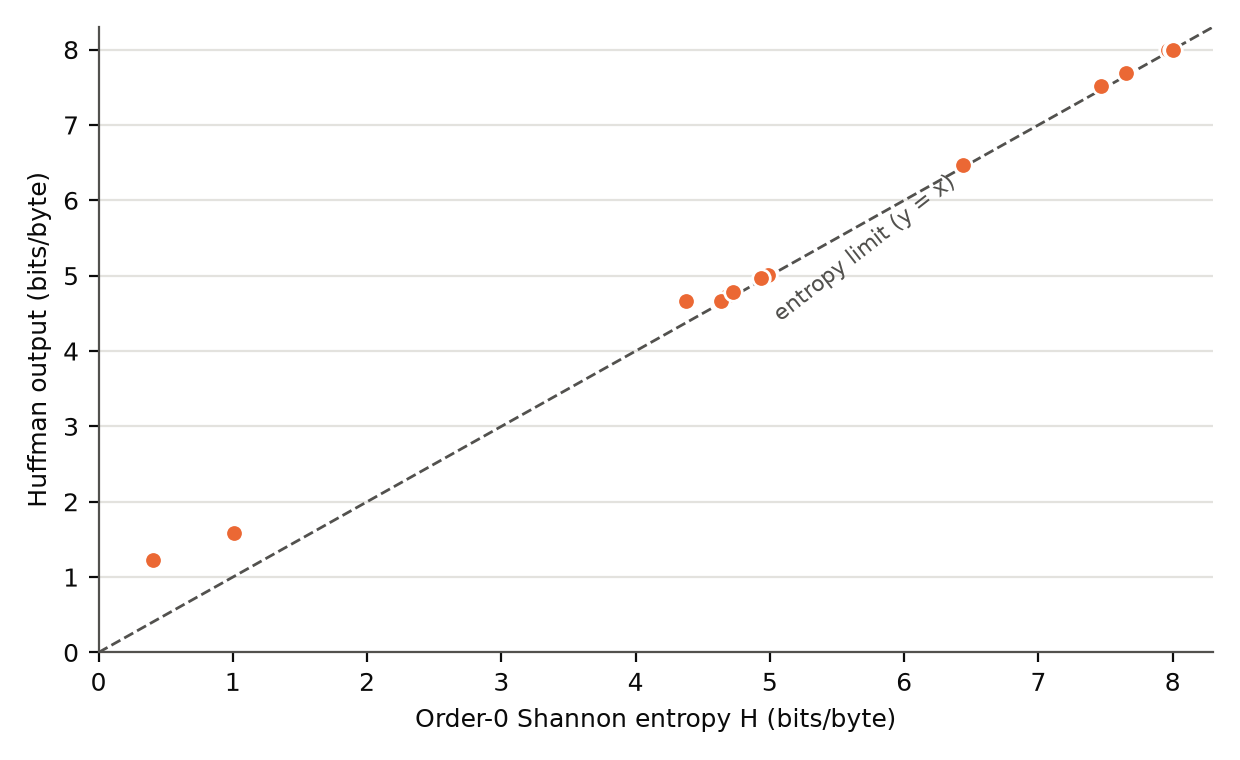 Huffman output (bits/byte)
8
7
6
5
4
3
2
1
0
entropy limit (y = x)
0 1 2 3 4 5 6 7 8
Order-0 Shannon entropy H (bits/byte)